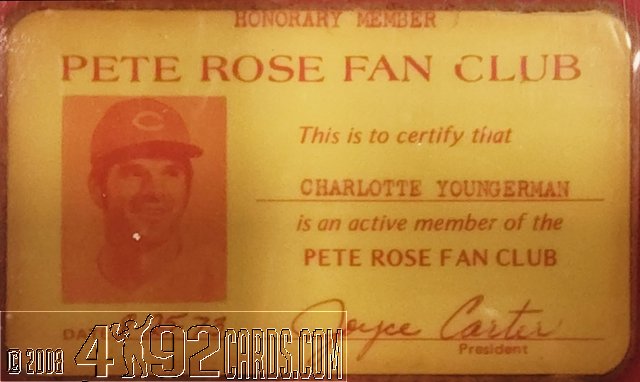 HONORARY MEMBER
PETE ROSE FAN CLUB
C
This is to certify that
CHARLOTTE YOUNGERMAN
is an active member of the
PETE ROSE FAN CLUB
Joyce Carter
President
© 2008 4192CARDS.COM